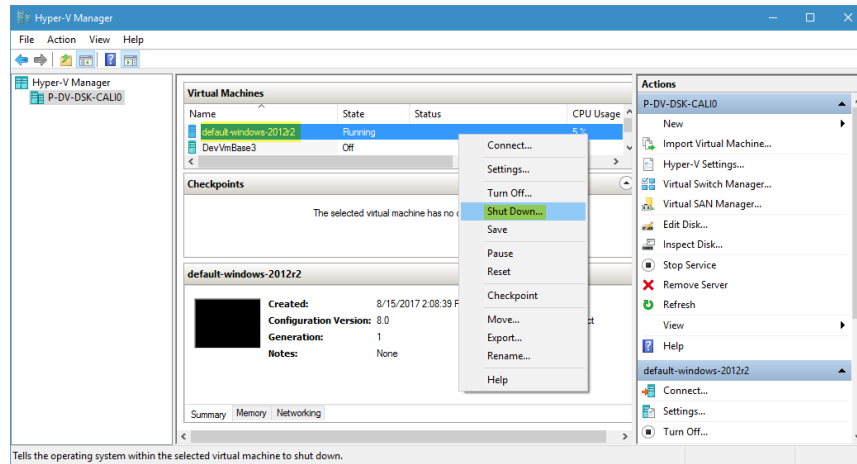 Hyper-V Manager
File Action View Help
Hyper-V Manager
P-DV-DSK-CALI0
Virtual Machines
Name State Status CPU Usage
default-windows-2012r2 Running 5 %
DevVmBase3 Off
Checkpoints
The selected virtual machine has no
default-windows-2012r2
Created: 8/15/2017 2:08:39
Configuration Version: 8.0
Generation: 1
Notes: None
Summary Memory Networking
Connect...
Settings...
Turn Off...
Shut Down...
Save
Pause
Reset
Checkpoint
Move...
Export...
Rename...
Help
Actions
P-DV-DSK-CALI0
New
Import Virtual Machine...
Hyper-V Settings...
Virtual Switch Manager...
Virtual SAN Manager...
Edit Disk...
Inspect Disk...
Stop Service
Remove Server
Refresh
View
Help
default-windows-2012r2
Connect...
Settings...
Turn Off...
Tells the operating system within the selected virtual machine to shut down.